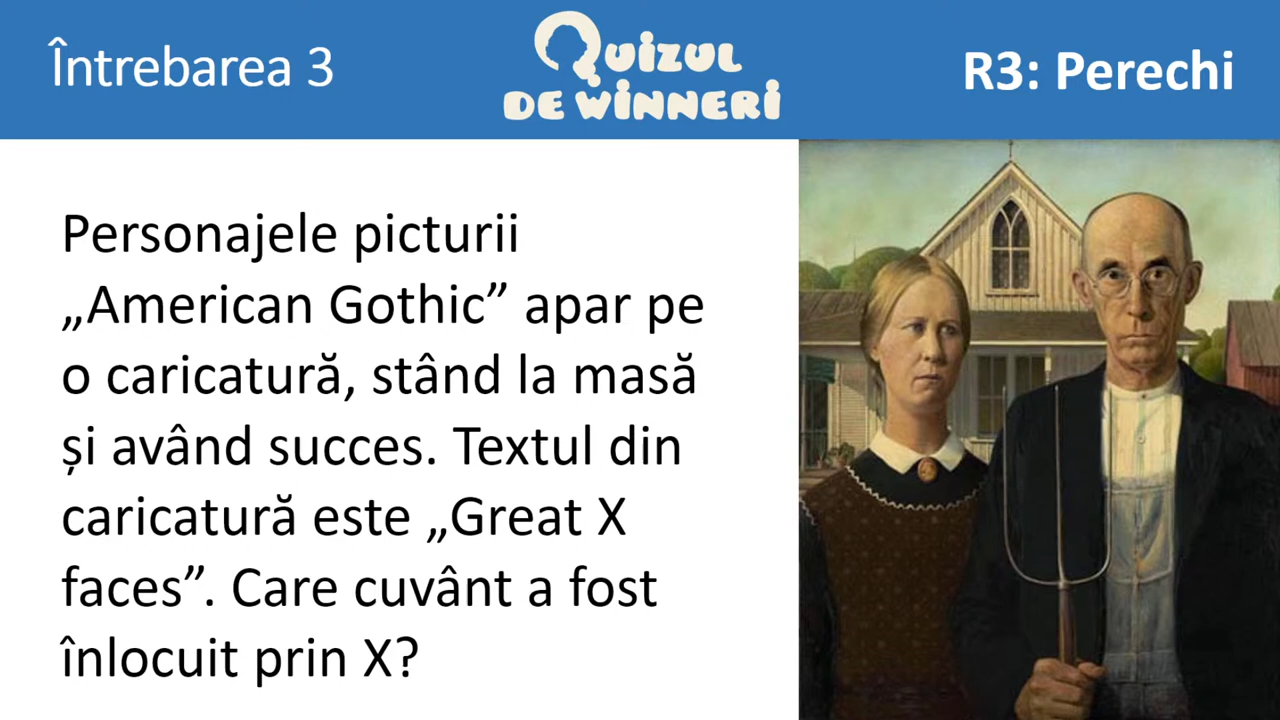 Întrebarea 3
QUiZUL
DE WiNNERi
R3: Perechi
Personajele picturii
„American Gothic” apar pe
o caricatură, stând la masă
și având succes. Textul din
caricatură este „Great X
faces”. Care cuvânt a fost
înlocuit prin X?